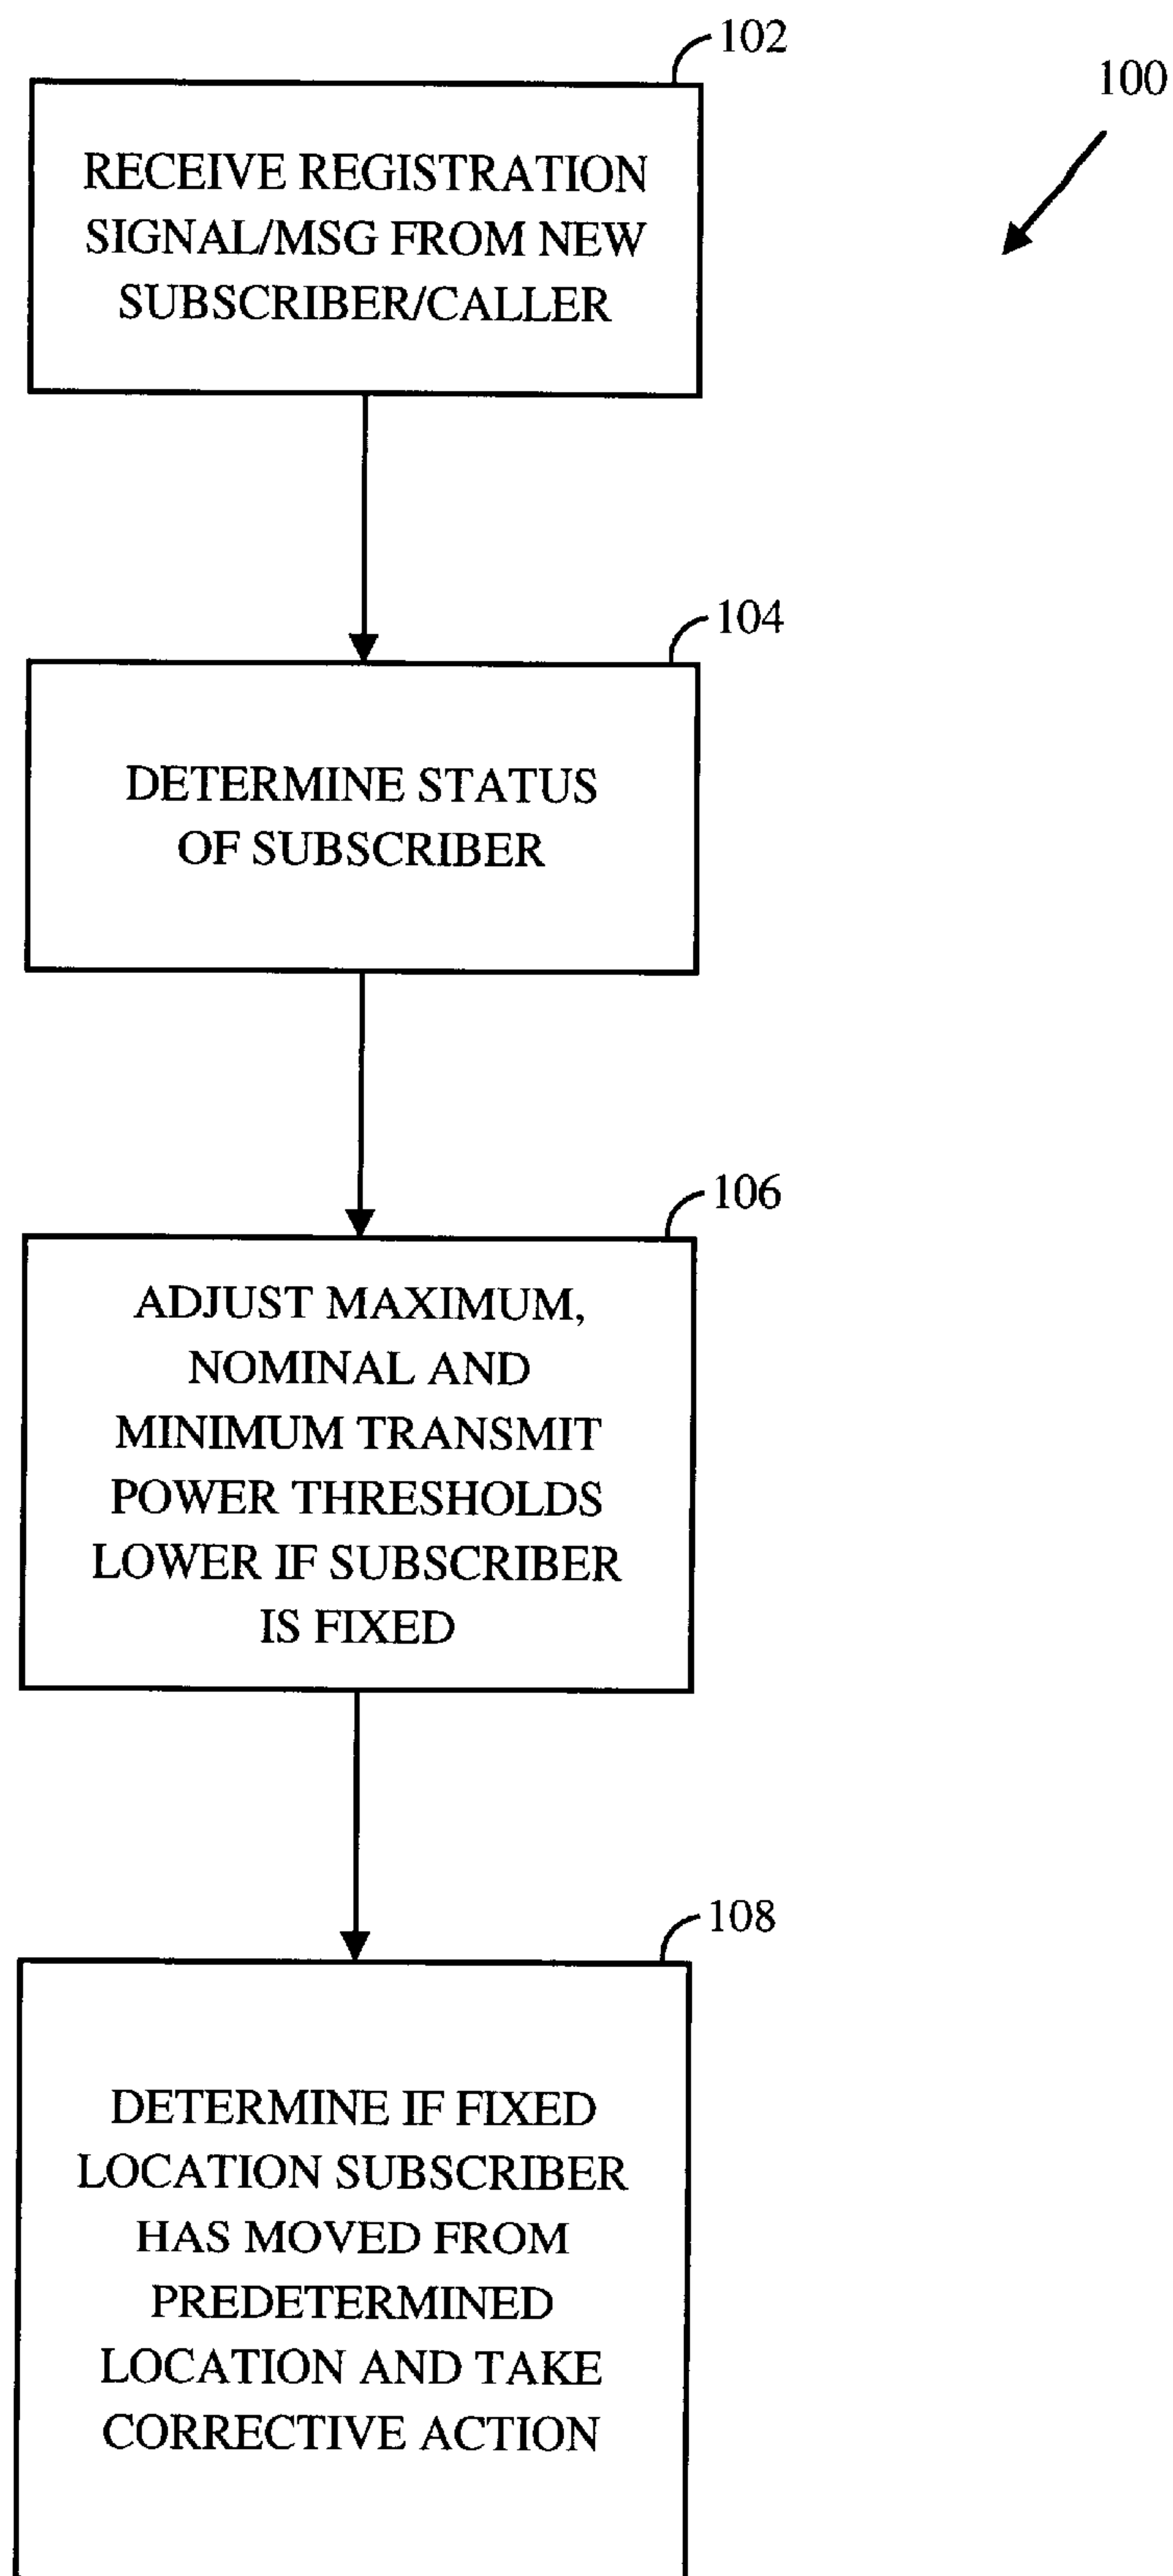 102
100
RECEIVE REGISTRATION
SIGNAL/MSG FROM NEW
SUBSCRIBER/CALLER
104
DETERMINE STATUS
OF SUBSCRIBER
106
ADJUST MAXIMUM,
NOMINAL AND
MINIMUM TRANSMIT
POWER THRESHOLDS
LOWER IF SUBSCRIBER
IS FIXED
108
DETERMINE IF FIXED
LOCATION SUBSCRIBER
HAS MOVED FROM
PREDETERMINED
LOCATION AND TAKE
CORRECTIVE ACTION